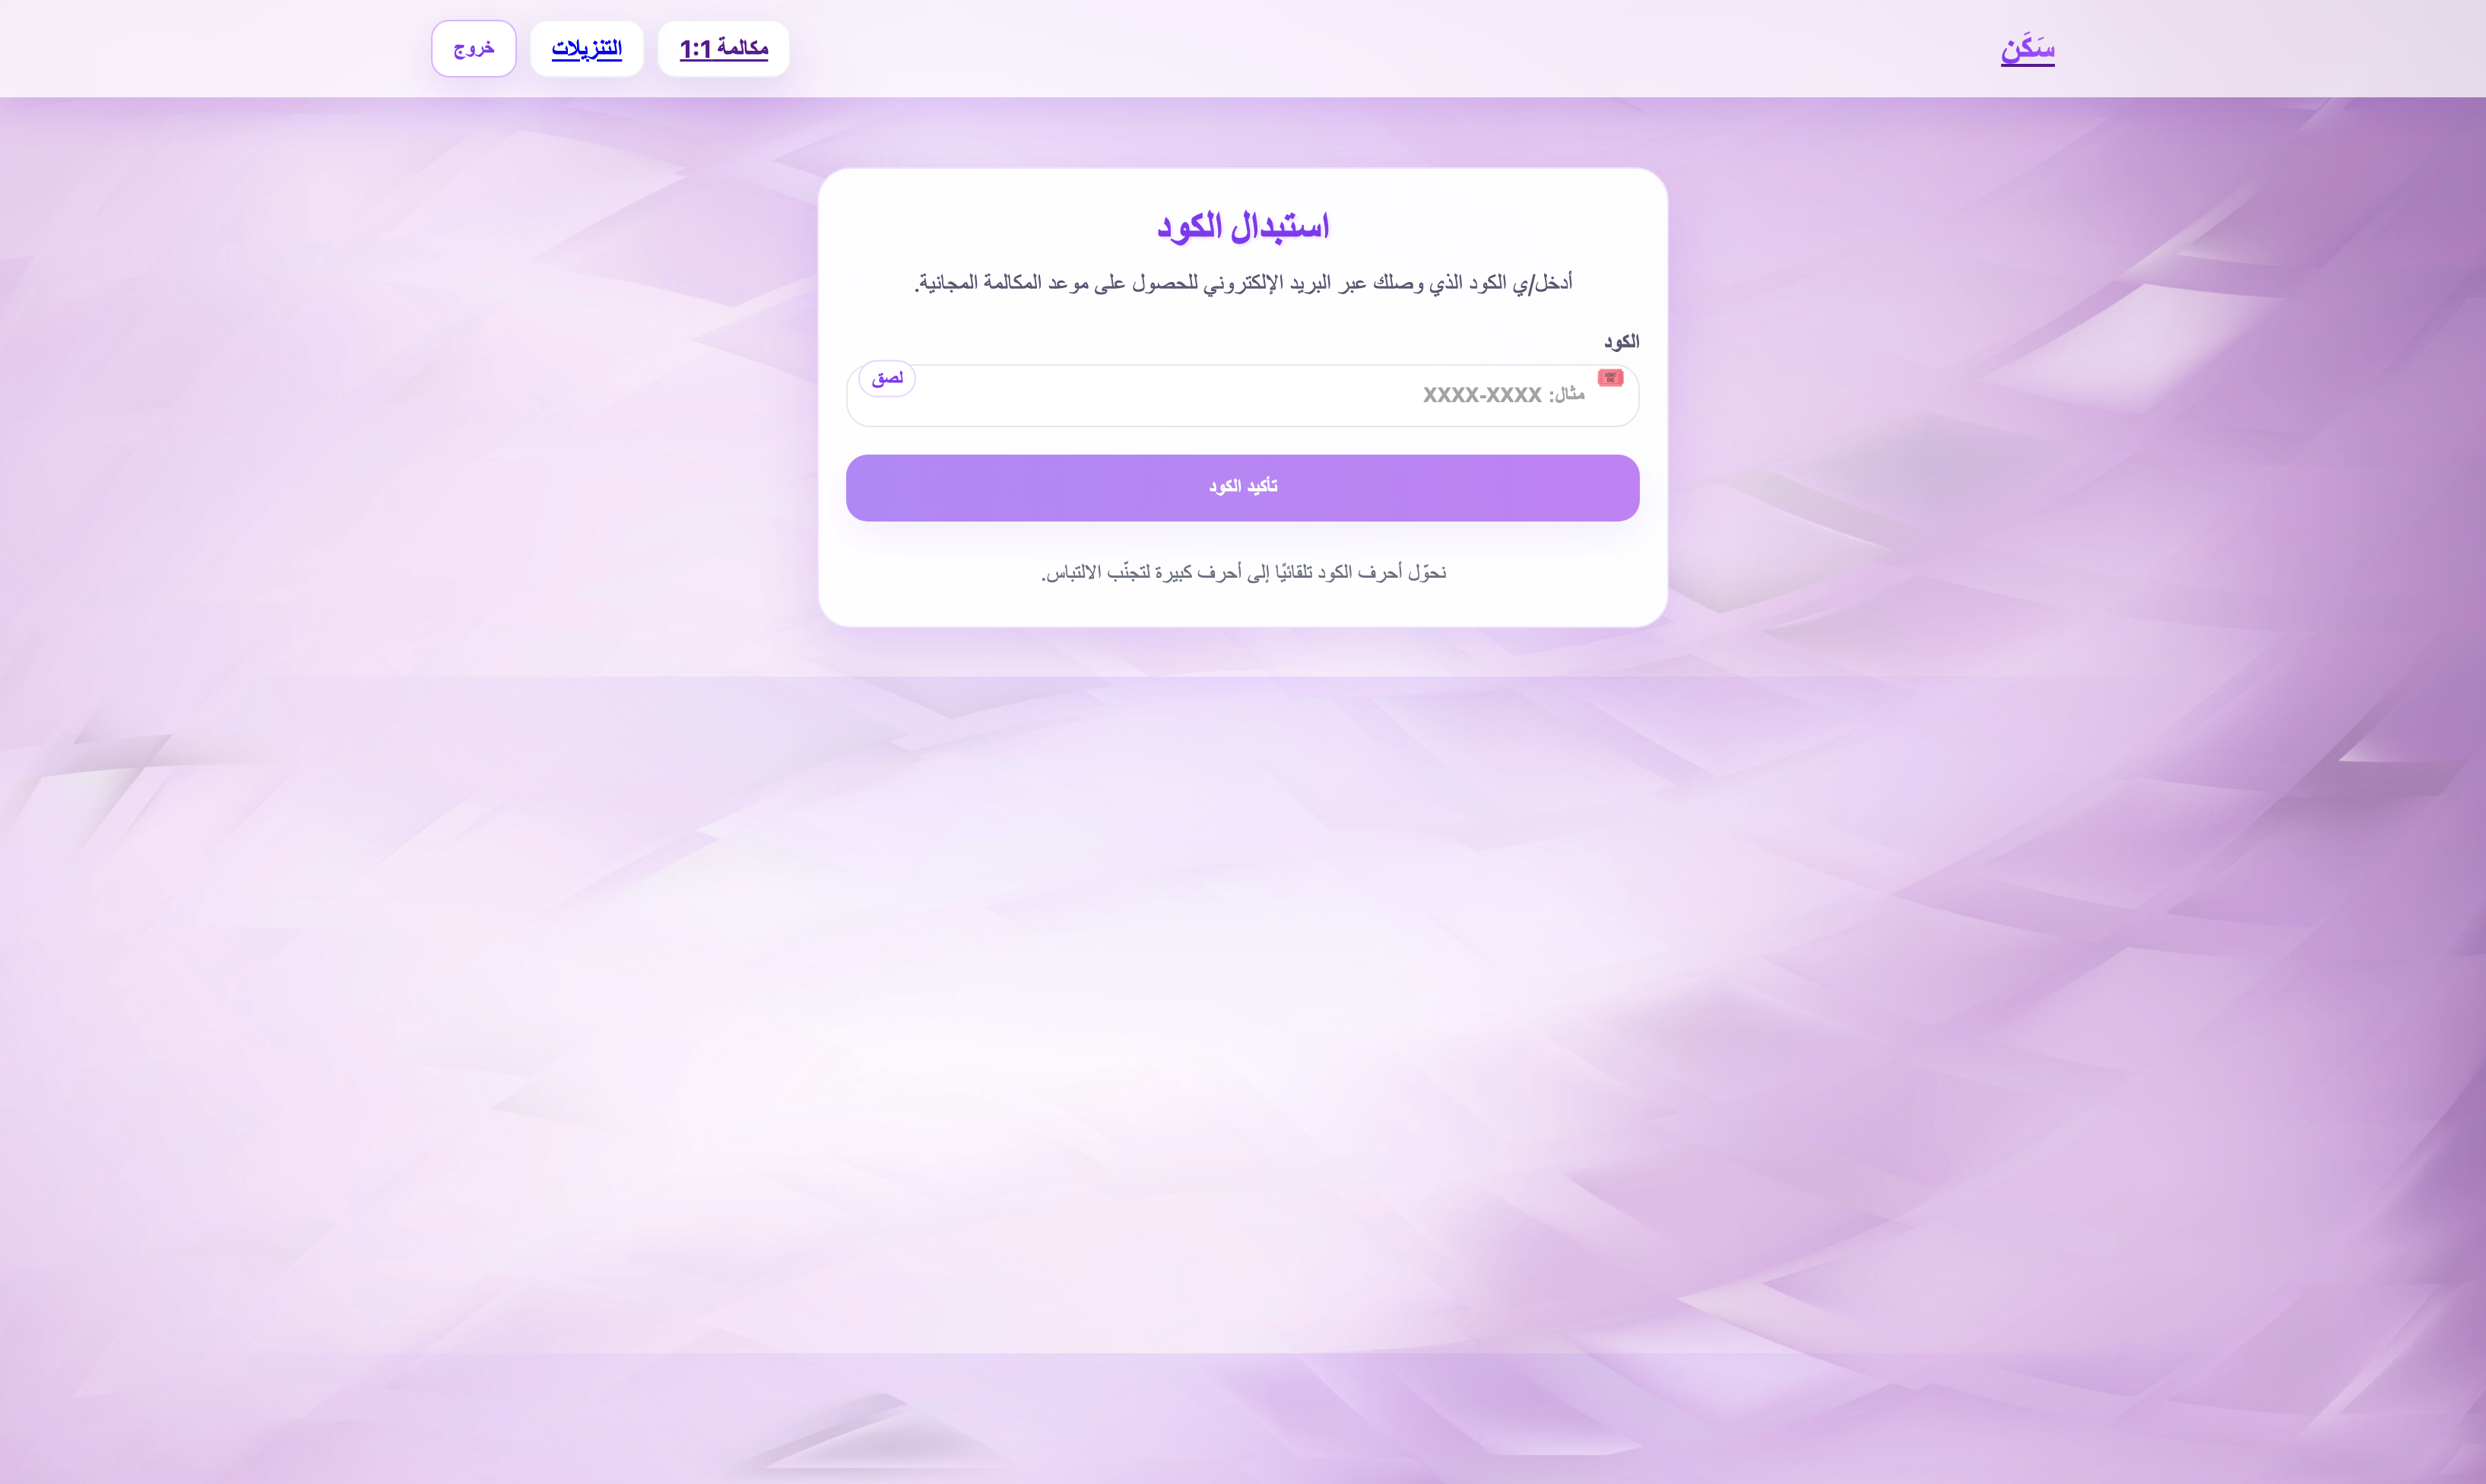 سَكَن
مكالمة 1:1
التنزيلات
خروج
استبدال الكود
أدخل/ي الكود الذي وصلك عبر البريد الإلكتروني للحصول على موعد المكالمة المجانية.
الكود
مثال: XXXX-XXXX
لصق
تأكيد الكود
نحوّل أحرف الكود تلقائيًا إلى أحرف كبيرة لتجنّب الالتباس.